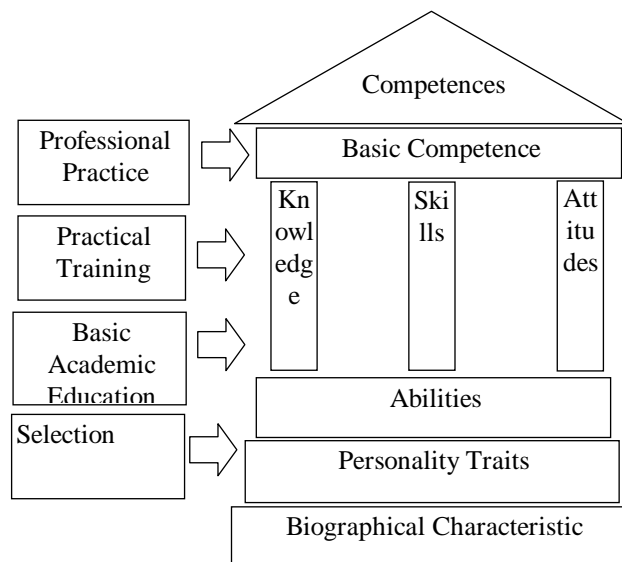 Competences
Professional
Practice
Basic Competence
Kn
owl
edg
e
Ski
lls
Att
itu
des
Practical
Training
Basic
Academic
Education
Abilities
Selection
Personality Traits
Biographical Characteristic